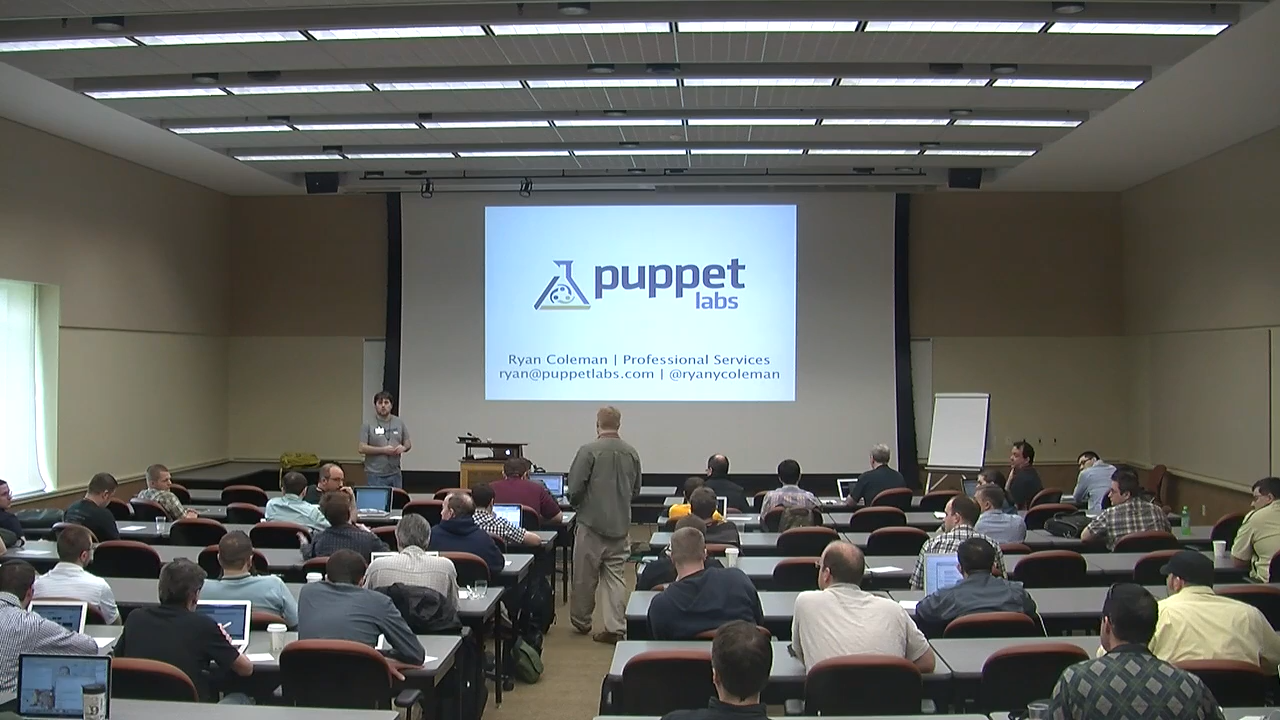 puppet
labs
Ryan Coleman | Professional Services
ryan@puppetlabs.com | @ryanycoleman